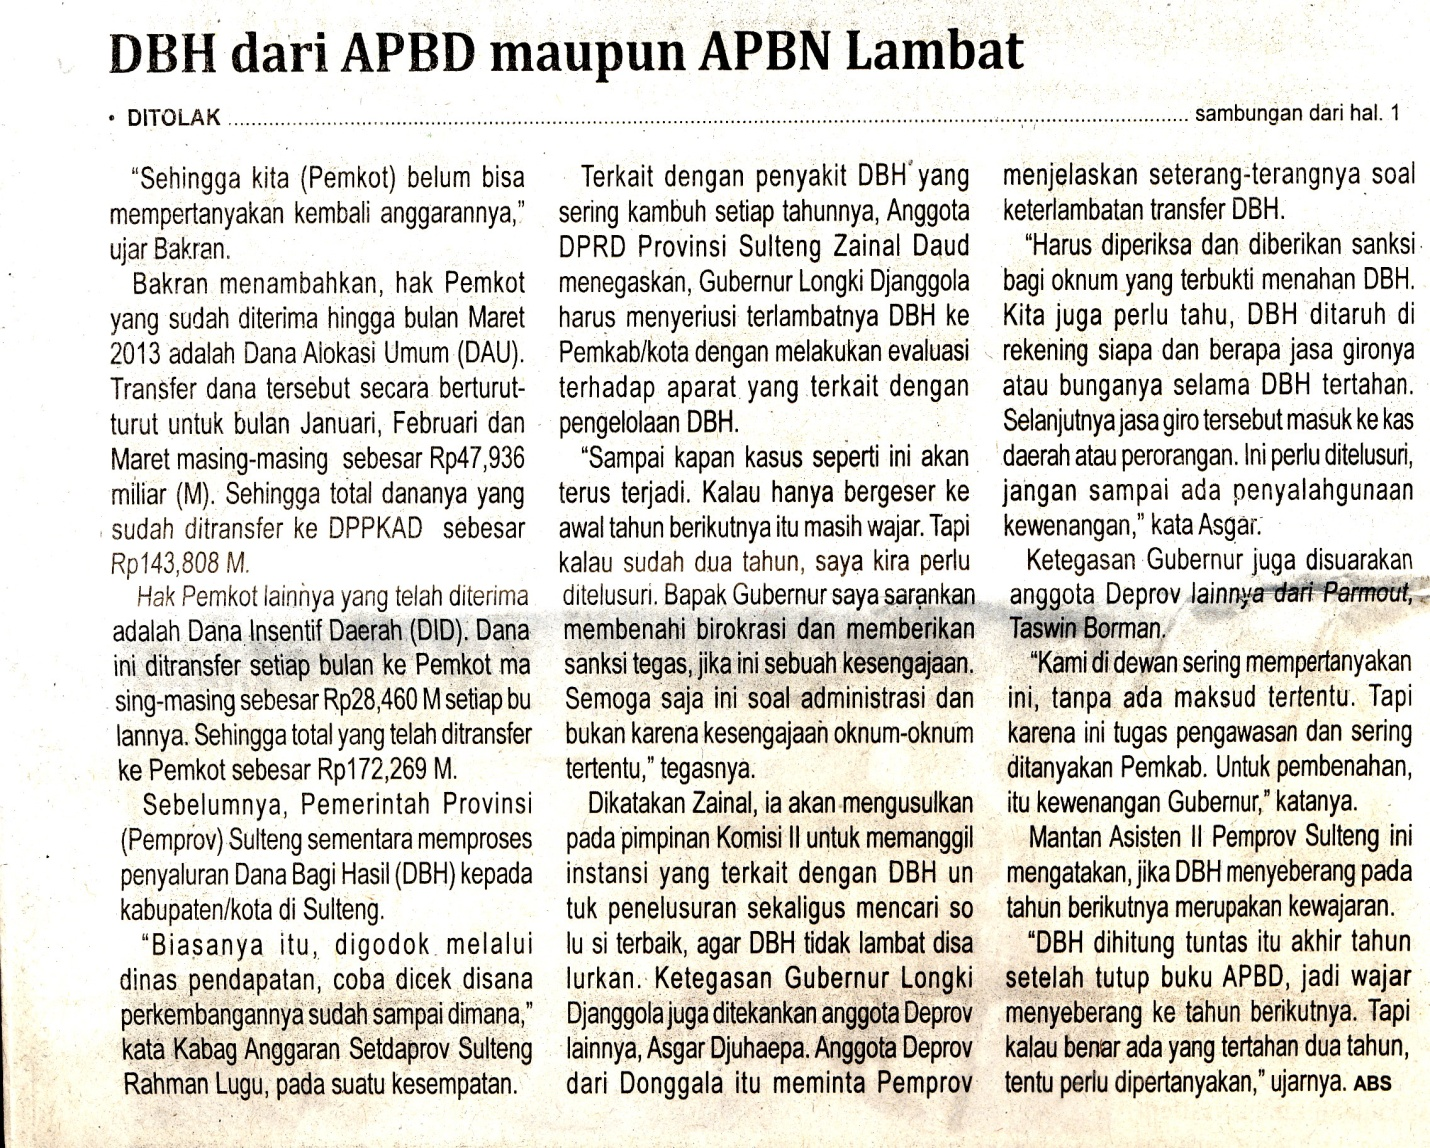 DBH dari APBD maupun APBN Lambat
• DITOLAK ........ sambungan dari hal. 1
“Sehingga kita (Pemkot) belum bisa
mempertanyakan kembali anggarannya,”
ujar Bakran.
Bakran menambahkan, hak Pemkot
yang sudah diterima hingga bulan Maret
2013 adalah Dana Alokasi Umum (DAU).
Transfer dana tersebut secara berturut-
turut untuk bulan Januari, Februari dan
Maret masing-masing sebesar Rp47,936
miliar (M). Sehingga total dananya yang
sudah ditransfer ke DPPKAD sebesar
Rp143,808 M.
Hak Pemkot lainnya yang telah diterima
adalah Dana Insentif Daerah (DID). Dana
ini ditransfer setiap bulan ke Pemkot ma
sing-masing sebesar Rp28,460 M setiap bu
lannya. Sehingga total yang telah ditransfer
ke Pemkot sebesar Rp172,269 M.
Sebelumnya, Pemerintah Provinsi
(Pemprov) Sulteng sementara memproses
penyaluran Dana Bagi Hasil (DBH) kepada
kabupaten/kota di Sulteng.
“Biasanya itu, digodok melalui
dinas pendapatan, coba dicek disana
perkembangannya sudah sampai dimana,”
kata Kabag Anggaran Setdaprov Sulteng
Rahman Lugu, pada suatu kesempatan.
Terkait dengan penyakit DBH yang
sering kambuh setiap tahunnya, Anggota
DPRD Provinsi Sulteng Zainal Daud
menegaskan, Gubernur Longki Djanggola
harus menyeriusi terlambatnya DBH ke
Pemkab/kota dengan melakukan evaluasi
terhadap aparat yang terkait dengan
pengelolaan DBH.
“Sampai kapan kasus seperti ini akan
terus terjadi. Kalau hanya bergeser ke
awal tahun berikutnya itu masih wajar. Tapi
kalau sudah dua tahun, saya kira perlu
ditelusuri. Bapak Gubernur saya sarankan
membenahi birokrasi dan memberikan
sanksi tegas, jika ini sebuah kesengajaan.
Semoga saja ini soal administrasi dan
bukan karena kesengajaan oknum-oknum
tertentu,” tegasnya.
Dikatakan Zainal, ia akan mengusulkan
pada pimpinan Komisi II untuk memanggil
instansi yang terkait dengan DBH un
tuk penelusuran sekaligus mencari so
lu si terbaik, agar DBH tidak lambat disa
lurkan. Ketegasan Gubernur Longki
Djanggola juga ditekankan anggota Deprov
lainnya, Asgar Djuhaepa. Anggota Deprov
dari Donggala itu meminta Pemprov
menjelaskan seterang-terangnya soal
keterlambatan transfer DBH.
“Harus diperiksa dan diberikan sanksi
bagi oknum yang terbukti menahan DBH.
Kita juga perlu tahu, DBH ditaruh di
rekening siapa dan berapa jasa gironya
atau bunganya selama DBH tertahan.
Selanjutnya jasa giro tersebut masuk ke kas
daerah atau perorangan. Ini perlu ditelusuri,
jangan sampai ada penyalahgunaan
kewenangan,” kata Asgar.
Ketegasan Gubernur juga disuarakan
anggota Deprov lainnya dari Parmout,
Taswin Borman.
“Kami di dewan sering mempertanyakan
ini, tanpa ada maksud tertentu. Tapi
karena ini tugas pengawasan dan sering
ditanyakan Pemkab. Untuk pembenahan,
itu kewenangan Gubernur,” katanya.
Mantan Asisten II Pemprov Sulteng ini
mengatakan, jika DBH menyeberang pada
tahun berikutnya merupakan kewajaran.
“DBH dihitung tuntas itu akhir tahun
setelah tutup buku APBD, jadi wajar
menyeberang ke tahun berikutnya. Tapi
kalau benar ada yang tertahan dua tahun,
tentu perlu dipertanyakan,” ujarnya. ABS